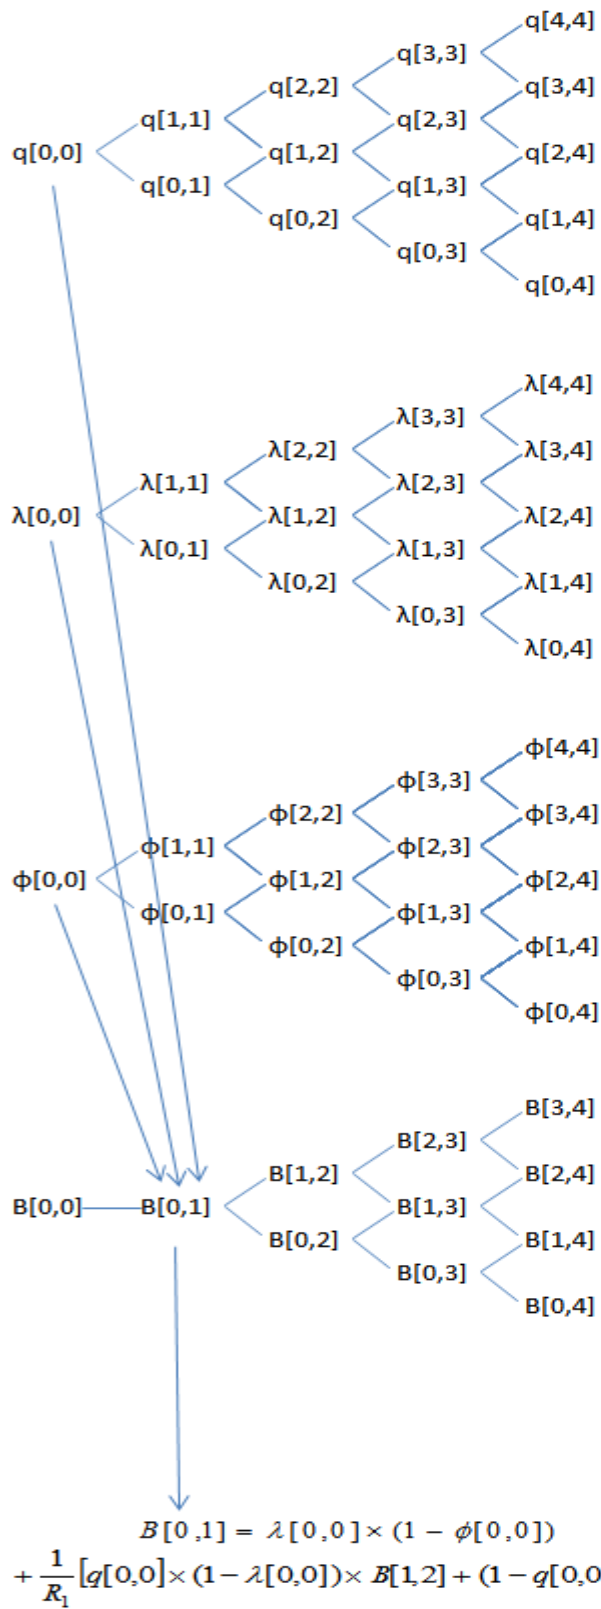 q[4,4]
q[3,3]
q[2,2] q[3,4]
q[1,1] q[2,3]
q[0,0] q[1,2] q[2,4]
q[0,1] q[1,3]
q[0,2] q[1,4]
q[0,3]
q[0,4]
λ[4,4]
λ[3,3]
λ[2,2] λ[3,4]
λ[1,1] λ[2,3]
λ[0,0] λ[1,2] λ[2,4]
λ[0,1] λ[1,3]
λ[0,2] λ[1,4]
λ[0,3]
λ[0,4]
ϕ[4,4]
ϕ[3,3]
ϕ[2,2] ϕ[3,4]
ϕ[1,1] ϕ[2,3]
ϕ[0,0] ϕ[1,2] ϕ[2,4]
ϕ[0,1] ϕ[1,3]
ϕ[0,2] ϕ[1,4]
ϕ[0,3]
ϕ[0,4]
B[3,4]
B[2,3]
B[1,2] B[2,4]
B[0,0] B[0,1] B[1,3]
B[0,2] B[1,4]
B[0,3]
B[0,4]
B[0,1] = λ[0,0] × (1 − ϕ[0,0])
+ 1/R₁ [q[0,0] × (1 − λ[0,0]) × B[1,2] + (1 − q[0,0